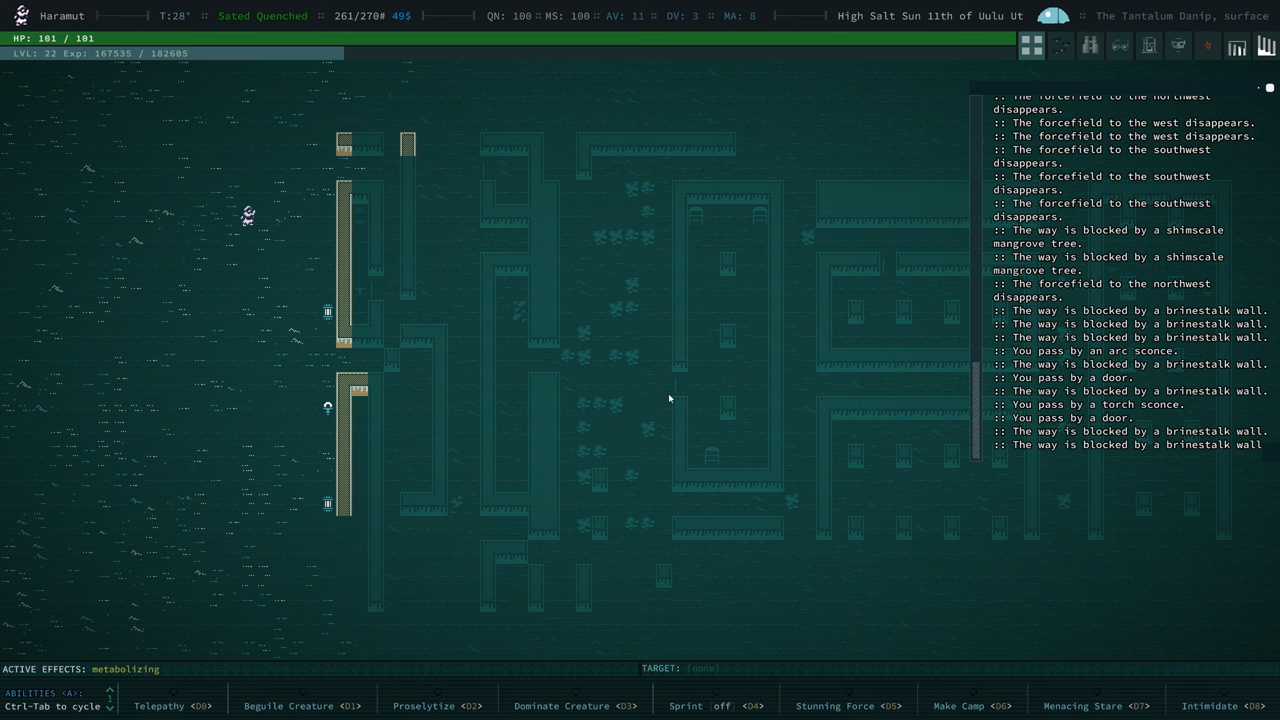 Haramut T:28° :: Sated Quenched :: 261/270# 49$ QN: 100 :: MS: 100 :: AV: 11 :: DV: 3 :: MA: 8 High Salt Sun 11th of Uulu Ut :: The Tantalum Danip, surface
HP: 101 / 101
LVL: 22 Exp: 167535 / 182605
:: The forcefield to the northwest
disappears.
:: The forcefield to the west disappears.
:: The forcefield to the west disappears.
:: The forcefield to the southwest
disappears.
:: The forcefield to the southwest
disappears.
:: The forcefield to the southwest
disappears.
:: The way is blocked by a shimscale
mangrove tree.
:: The way is blocked by a shimscale
mangrove tree.
:: The forcefield to the northwest
disappears.
:: The way is blocked by a brinestalk wall.
:: The way is blocked by a brinestalk wall.
:: The way is blocked by a brinestalk wall.
:: You pass by an arc sconce.
:: The way is blocked by a brinestalk wall.
:: You pass by a door.
:: The way is blocked by a brinestalk wall.
:: You pass by a torch sconce.
:: You pass by a door.
:: The way is blocked by a brinestalk wall.
:: The way is blocked by a brinestalk wall.
ACTIVE EFFECTS: metabolizing
TARGET: [none]
ABILITIES <A>: 1
Ctrl-Tab to cycle
Telepathy <D0> Beguile Creature <D1> Proselytize <D2> Dominate Creature <D3> Sprint [off] <D4> Stunning Force <D5> Make Camp <D6> Menacing Stare <D7> Intimidate <D8>